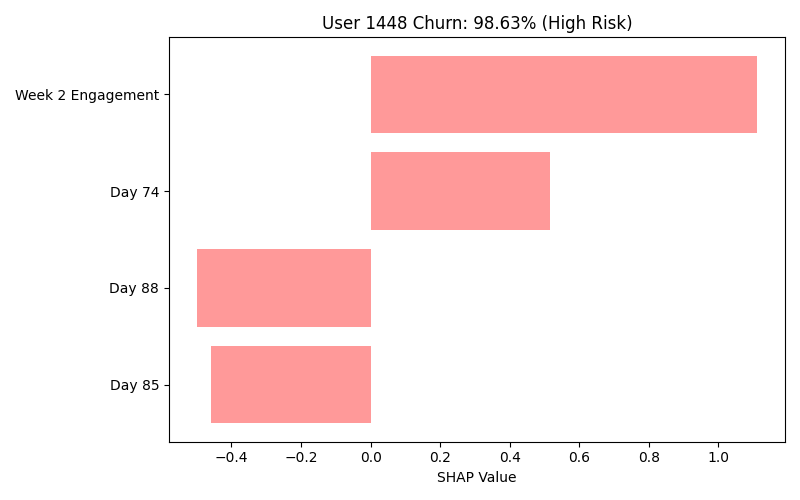 User 1448 Churn: 98.63% (High Risk)
Week 2 Engagement
Day 74
Day 88
Day 85
−0.4 −0.2 0.0 0.2 0.4 0.6 0.8 1.0
SHAP Value